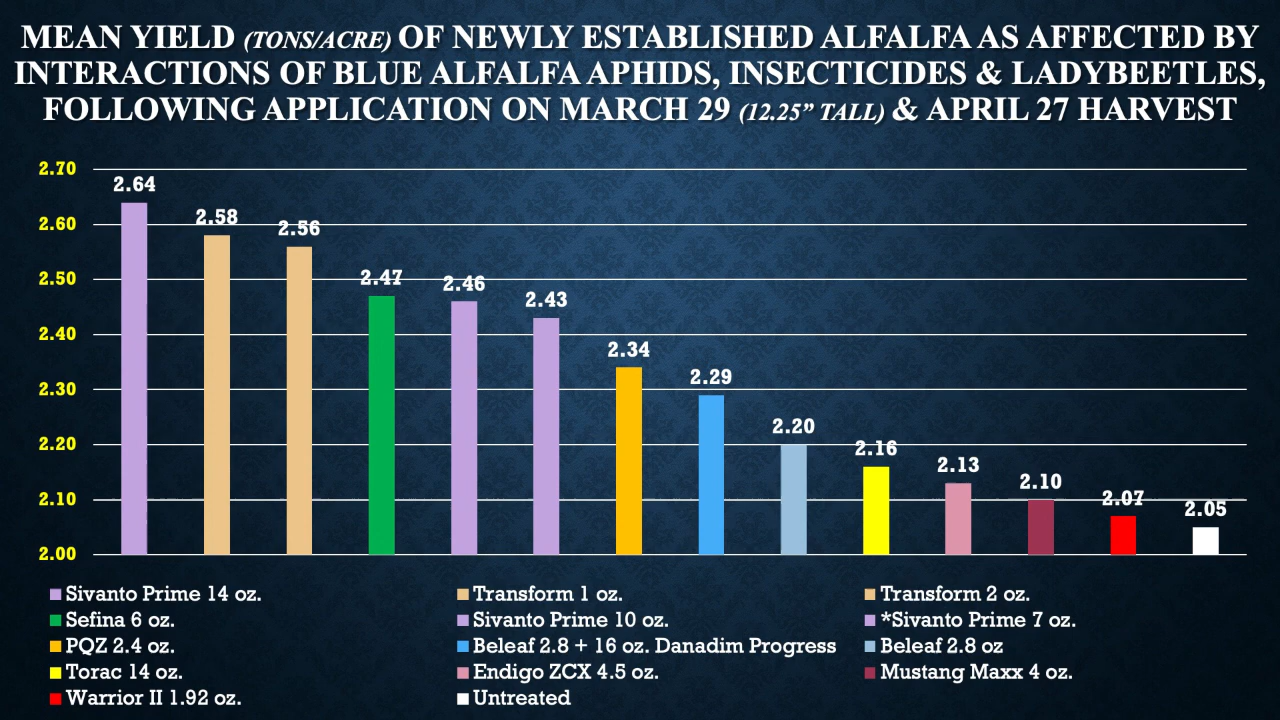 MEAN YIELD (TONS/ACRE) OF NEWLY ESTABLISHED ALFALFA AS AFFECTED BY
INTERACTIONS OF BLUE ALFALFA APHIDS, INSECTICIDES & LADYBEETLES,
FOLLOWING APPLICATION ON MARCH 29 (12.25” TALL) & APRIL 27 HARVEST
2.70
2.60
2.50
2.40
2.30
2.20
2.10
2.00
2.64
2.58
2.56
2.47
2.46
2.43
2.34
2.29
2.20
2.16
2.13
2.10
2.07
2.05
Sivanto Prime 14 oz.
Transform 1 oz.
Transform 2 oz.
Sefina 6 oz.
Sivanto Prime 10 oz.
*Sivanto Prime 7 oz.
PQZ 2.4 oz.
Beleaf 2.8 + 16 oz. Danadim Progress
Beleaf 2.8 oz
Torac 14 oz.
Endigo ZCX 4.5 oz.
Mustang Maxx 4 oz.
Warrior II 1.92 oz.
Untreated